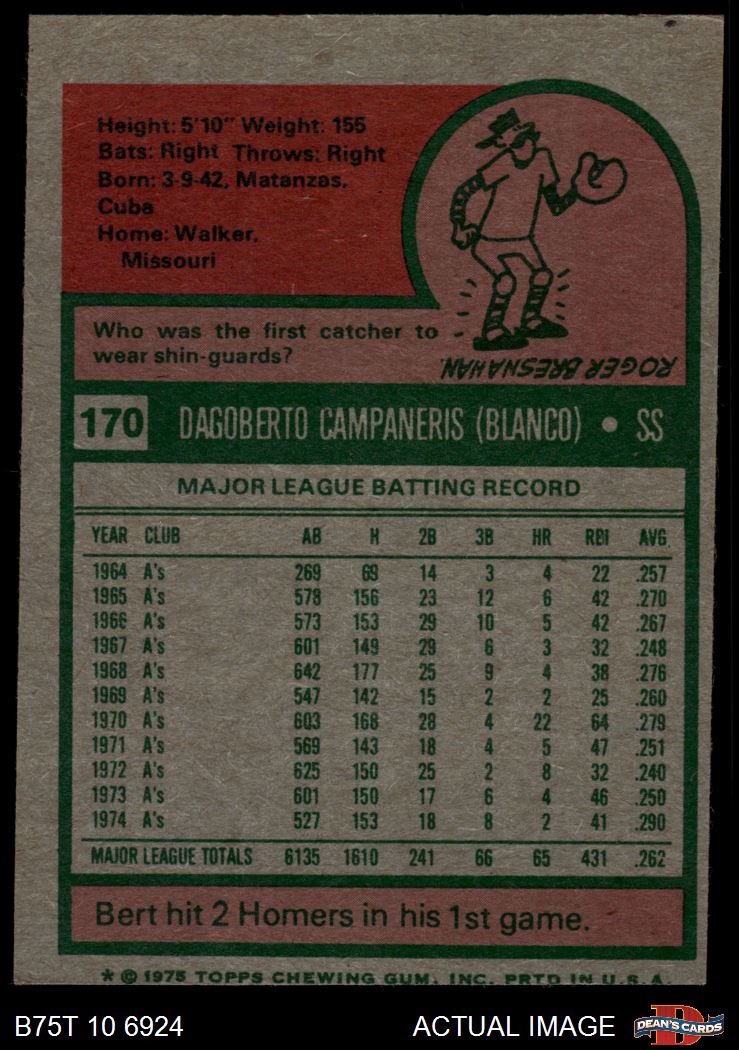 Height: 5'10" Weight: 155
Bats: Right Throws: Right
Born: 3-9-42, Matanzas,
Cuba
Home: Walker,
Missouri
Who was the first catcher to
wear shin-guards?
ROGER BRESNAHAN.
170 DAGOBERTO CAMPANERIS (BLANCO) • SS
MAJOR LEAGUE BATTING RECORD
YEAR CLUB AB H 2B 3B HR RBI AVG.
1964 A's 269 69 14 3 4 22 .257
1965 A's 578 156 23 12 6 42 .270
1966 A's 573 153 29 10 5 42 .267
1967 A's 601 149 29 6 3 32 .248
1968 A's 642 177 25 9 4 38 .276
1969 A's 547 142 15 2 2 25 .260
1970 A's 603 168 28 4 22 64 .279
1971 A's 569 143 18 4 5 47 .251
1972 A's 625 150 25 2 8 32 .240
1973 A's 601 150 17 6 4 46 .250
1974 A's 527 153 18 8 2 41 .290
MAJOR LEAGUE TOTALS 6135 1610 241 66 65 431 .262
Bert hit 2 Homers in his 1st game.
* © 1975 TOPPS CHEWING GUM, INC. PRTD IN U.S.A.
B75T 10 6924 ACTUAL IMAGE D DEAN'S CARDS